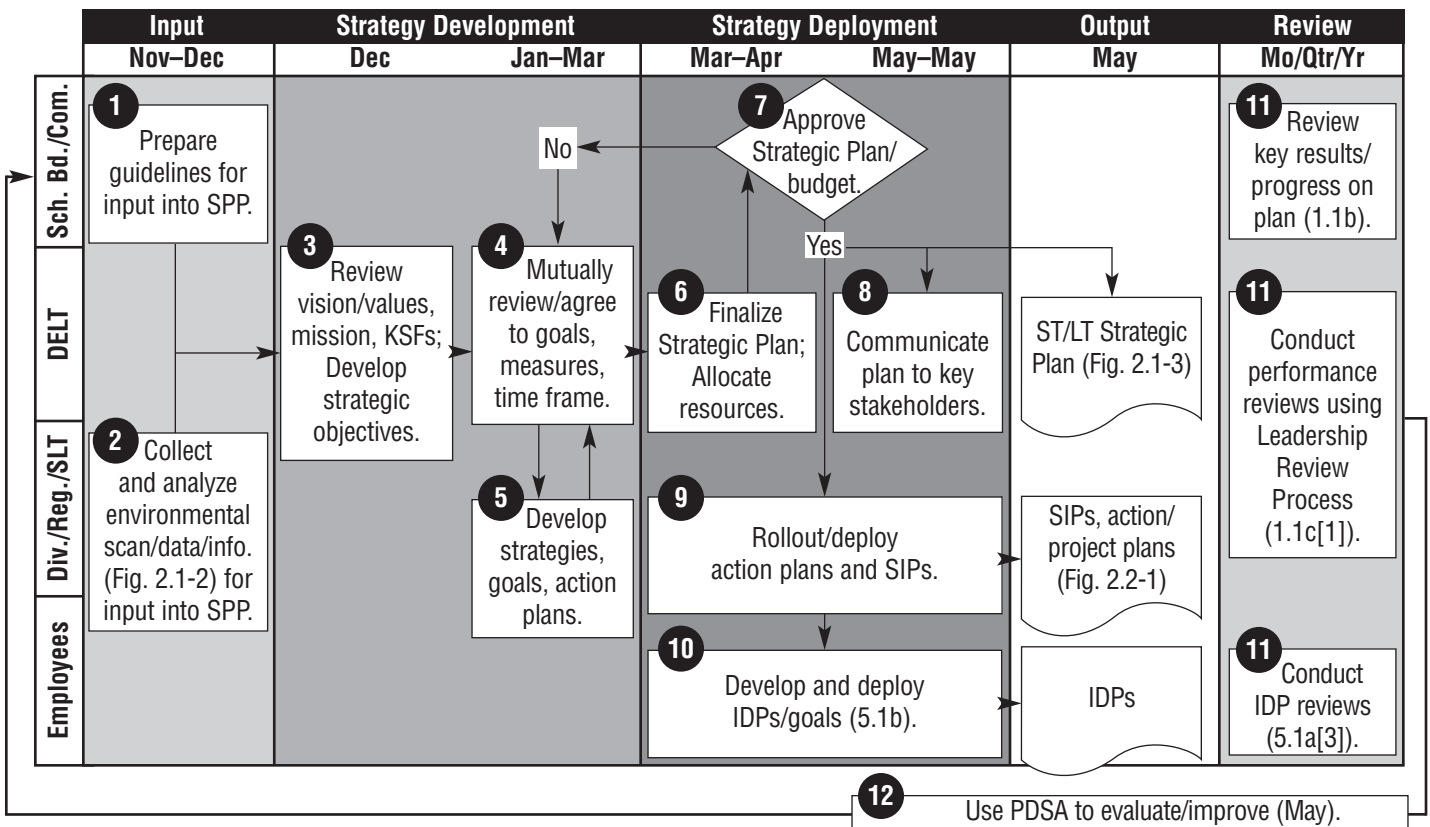 Input
Strategy Development
Strategy Deployment
Output
Review
Nov–Dec
Dec
Jan–Mar
Mar–Apr
May–May
May
Mo/Qtr/Yr
Sch. Bd./Com.
DELT
Div./Reg./SLT
Employees
1
Prepare
guidelines for
input into SPP.
2
Collect
and analyze
environmental
scan/data/info.
(Fig. 2.1-2) for
input into SPP.
3
Review
vision/values,
mission, KSFs;
Develop
strategic
objectives.
No
4
Mutually
review/agree
to goals,
measures,
time frame.
5
Develop
strategies,
goals, action
plans.
6
Finalize
Strategic Plan;
Allocate
resources.
7
Approve
Strategic Plan/
budget.
Yes
8
Communicate
plan to key
stakeholders.
9
Rollout/deploy
action plans and SIPs.
10
Develop and deploy
IDPs/goals (5.1b).
ST/LT Strategic
Plan (Fig. 2.1-3)
SIPs, action/
project plans
(Fig. 2.2-1)
IDPs
11
Review
key results/
progress on
plan (1.1b).
11
Conduct
performance
reviews using
Leadership
Review
Process
(1.1c[1]).
11
Conduct
IDP reviews
(5.1a[3]).
12
Use PDSA to evaluate/improve (May).